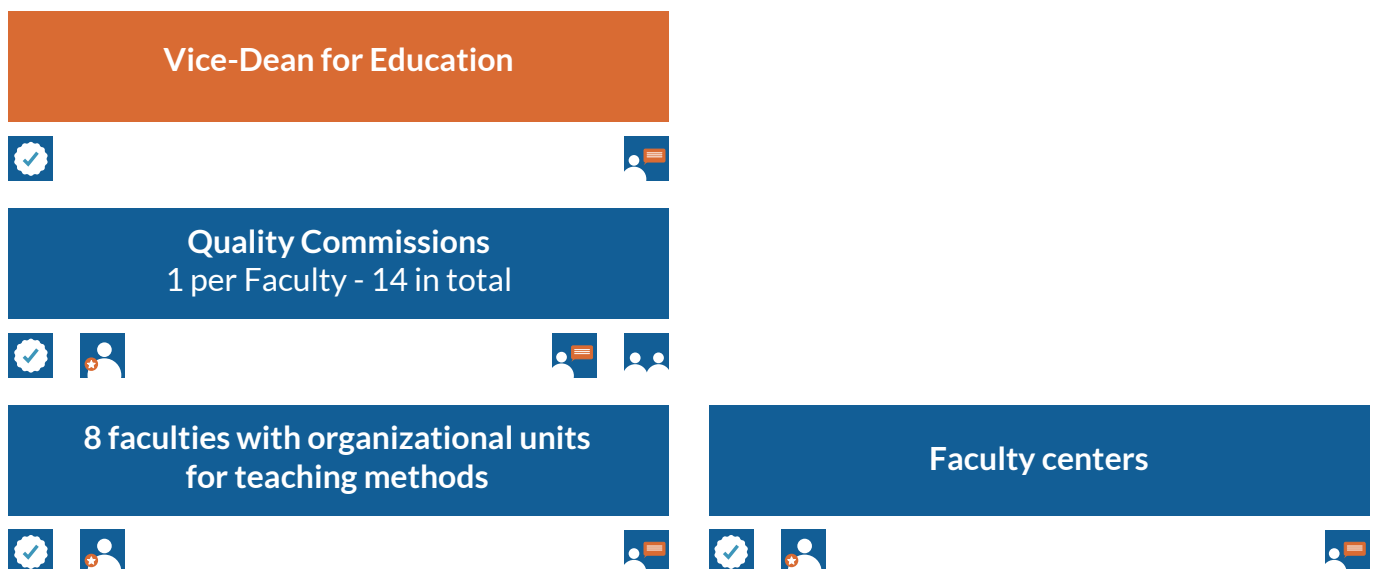 Vice-Dean for Education
Quality Commissions
1 per Faculty - 14 in total
8 faculties with organizational units
for teaching methods
Faculty centers